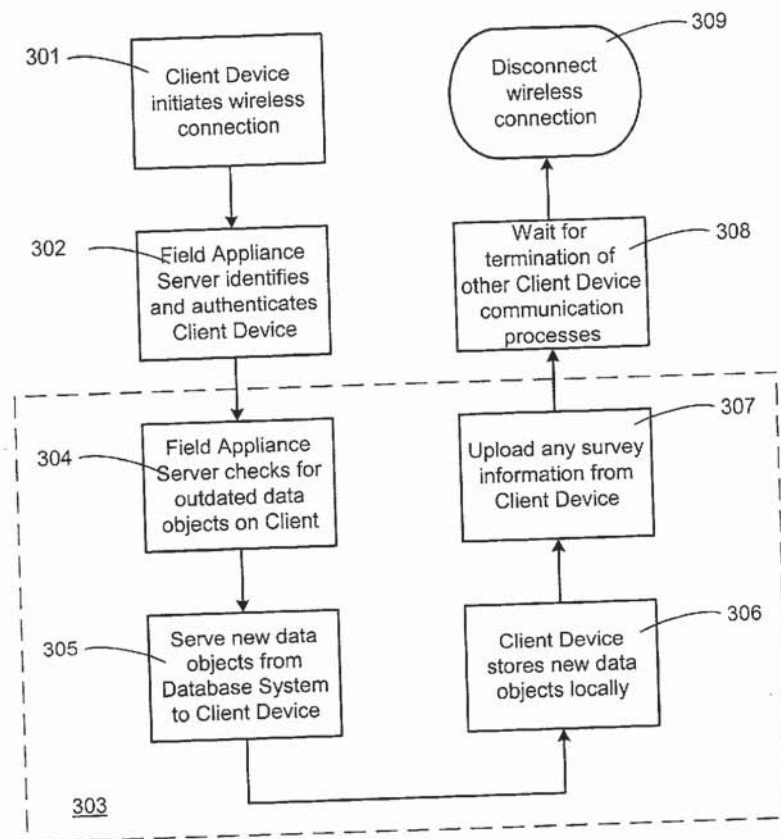 301
Client Device
initiates wireless
connection
302
Field Appliance
Server identifies
and authenticates
Client Device
304
Field Appliance
Server checks for
outdated data
objects on Client
305
Serve new data
objects from
Database System
to Client Device
303
306
Client Device
stores new data
objects locally
307
Upload any survey
information from
Client Device
308
Wait for
termination of
other Client Device
communication
processes
309
Disconnect
wireless
connection